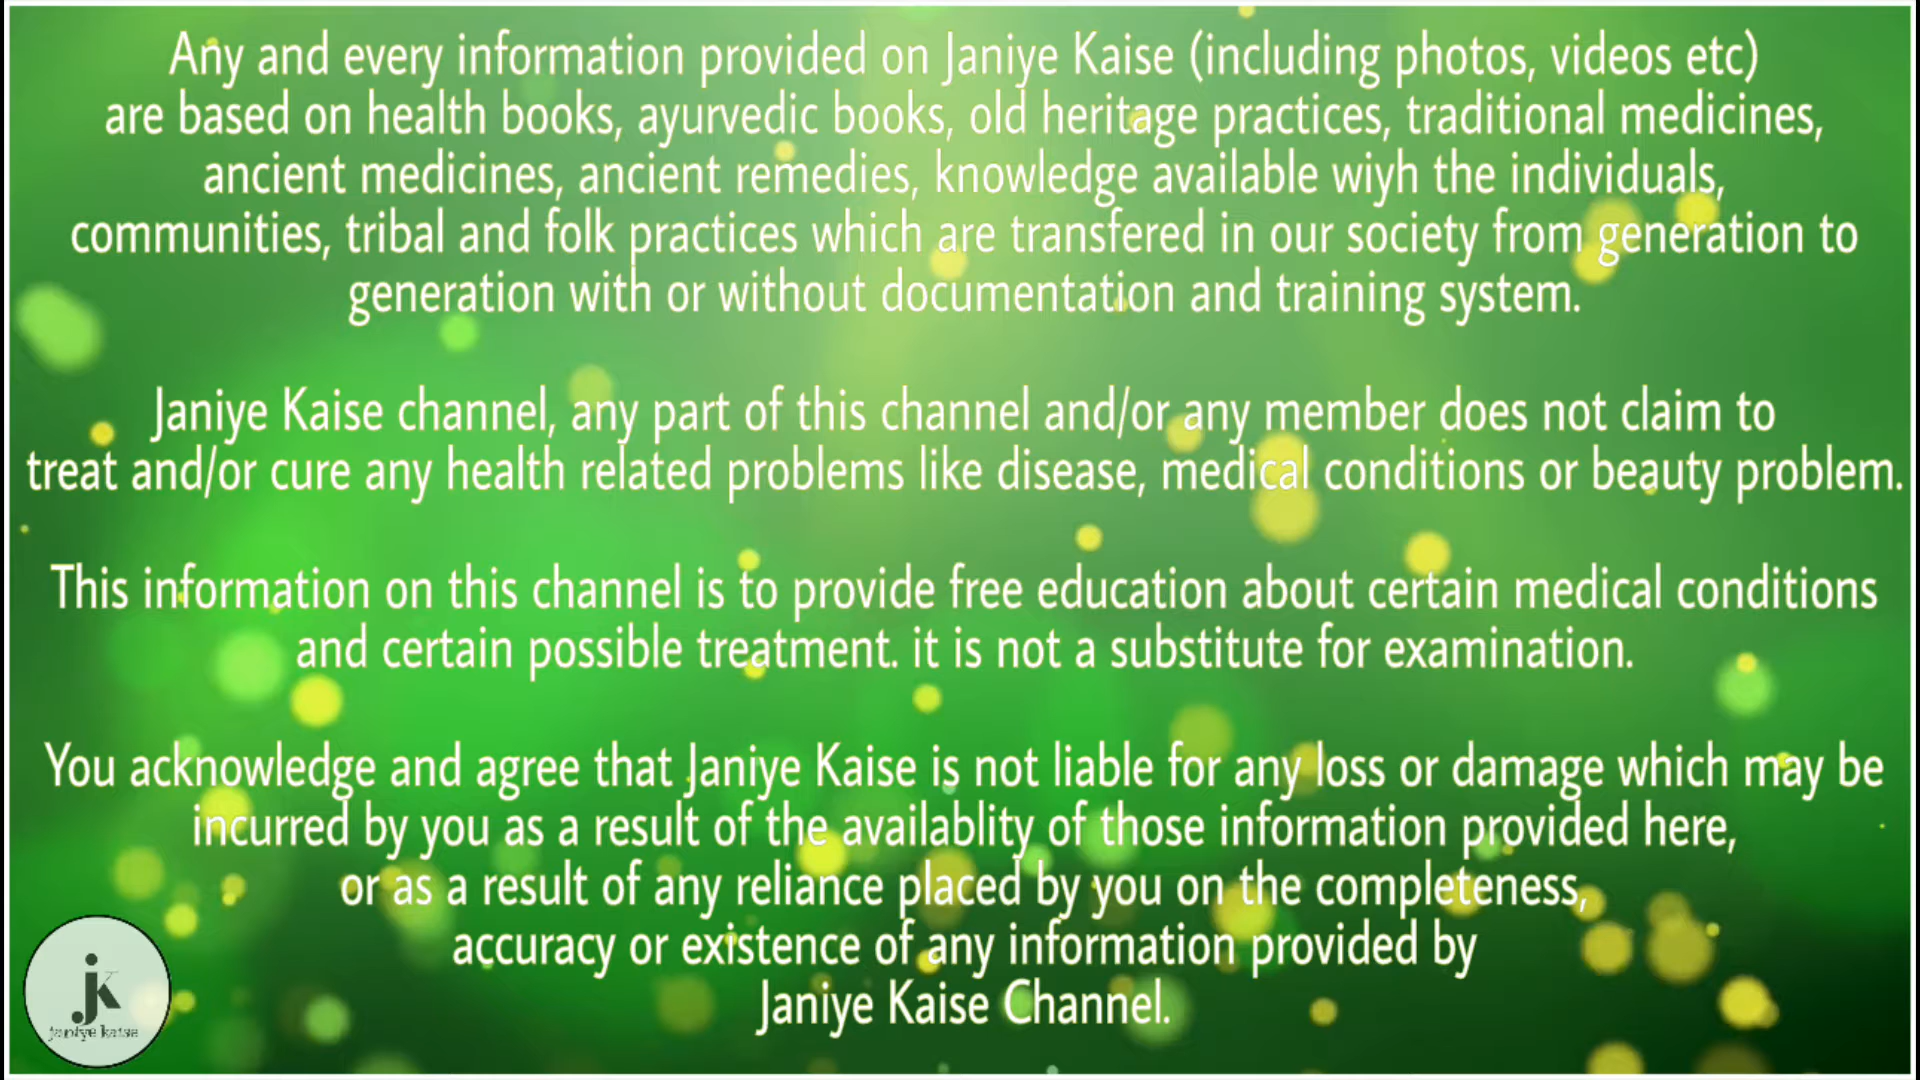 Any and every information provided on Janiye Kaise (including photos, videos etc)
are based on health books, ayurvedic books, old heritage practices, traditional medicines,
ancient medicines, ancient remedies, knowledge available wiyh the individuals,
communities, tribal and folk practices which are transfered in our society from generation to
generation with or without documentation and training system.
Janiye Kaise channel, any part of this channel and/or any member does not claim to
treat and/or cure any health related problems like disease, medical conditions or beauty problem.
This information on this channel is to provide free education about certain medical conditions
and certain possible treatment. it is not a substitute for examination.
You acknowledge and agree that Janiye Kaise is not liable for any loss or damage which may be
incurred by you as a result of the availablity of those information provided here,
or as a result of any reliance placed by you on the completeness,
accuracy or existence of any information provided by
Janiye Kaise Channel.
jk
janiye kaise